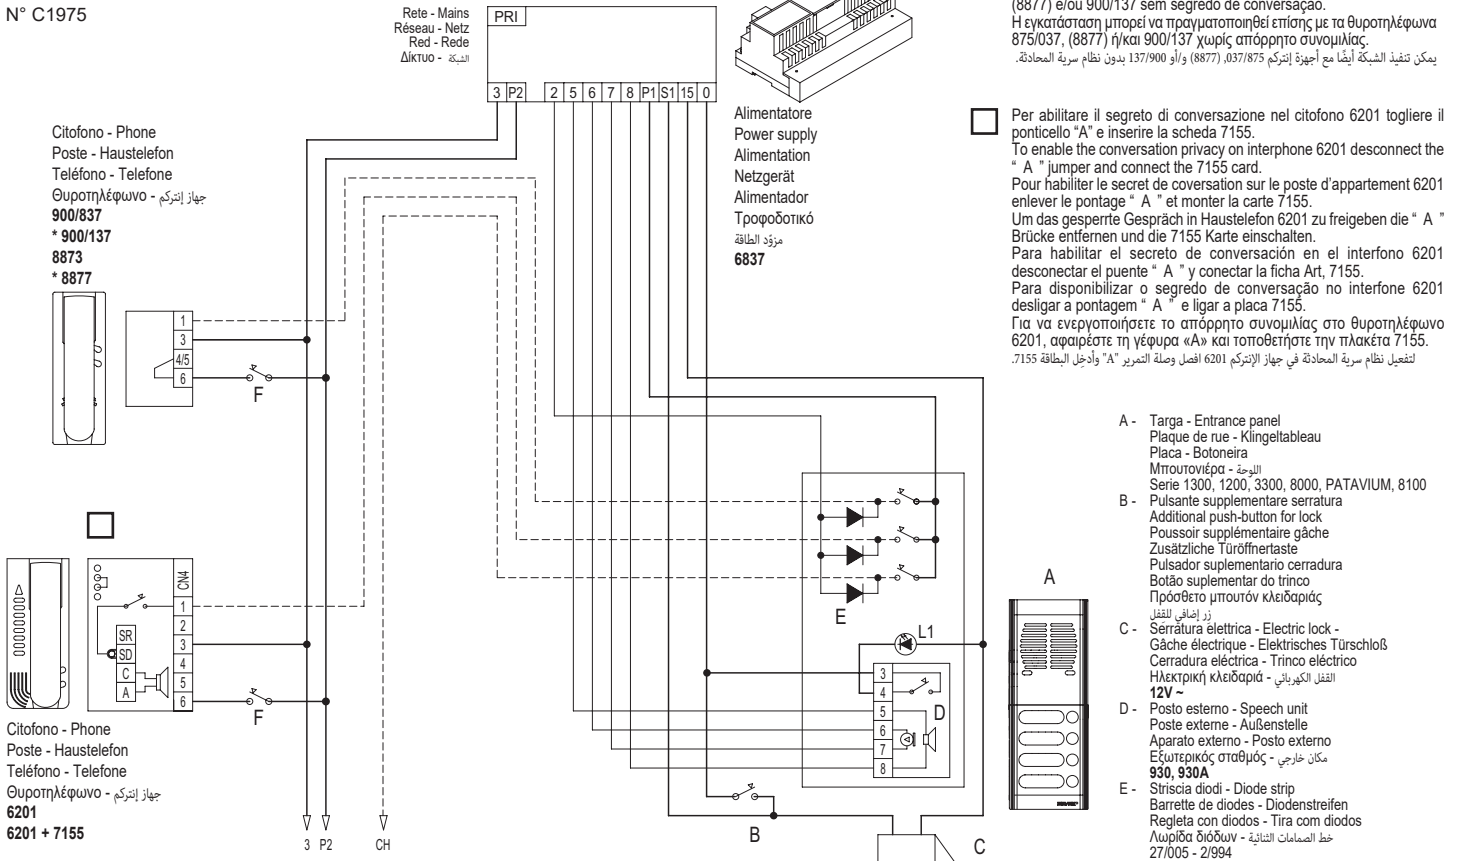 N° C1975
Rete - Mains
Réseau - Netz
Red - Rede
Δίκτυο - الشبكة
PRI
3 P2 2 5 6 7 8 P1 S1 15 0
Citofono - Phone
Poste - Haustelefon
Teléfono - Telefone
Θυροτηλέφωνο - جهاز إنتركم
900/837
* 900/137
8873
* 8877
1
3
4/5
6
F
CN4
1
2
3
4
5
6
SR
SD
C
A
F
Citofono - Phone
Poste - Haustelefon
Teléfono - Telefone
Θυροτηλέφωνο - جهاز إنتركم
6201
6201 + 7155
3 P2 CH
Alimentatore
Power supply
Alimentation
Netzgerät
Alimentador
Τροφοδοτικό
مزوّد الطاقة
6837
E
L1
3
4
5
6
7
8
D
B
C
A
(8877) e/ou 900/137 sem segredo de conversação.
Η εγκατάσταση μπορεί να πραγματοποιηθεί επίσης με τα θυροτηλέφωνα
875/037, (8877) ή/και 900/137 χωρίς απόρρητο συνομιλίας.
يمكن تنفيذ الشبكة أيضًا مع أجهزة إنتركم 037/875, (8877) و/أو 137/900 بدون نظام سرية المحادثة.
Per abilitare il segreto di conversazione nel citofono 6201 togliere il
ponticello “A” e inserire la scheda 7155.
To enable the conversation privacy on interphone 6201 desconnect the
“ A ” jumper and connect the 7155 card.
Pour habiliter le secret de coversation sur le poste d’appartement 6201
enlever le pontage “ A ” et monter la carte 7155.
Um das gesperrte Gespräch in Haustelefon 6201 zu freigeben die “ A ”
Brücke entfernen und die 7155 Karte einschalten.
Para habilitar el secreto de conversación en el interfono 6201
desconectar el puente “ A ” y conectar la ficha Art, 7155.
Para disponibilizar o segredo de conversação no interfone 6201
desligar a pontagem “ A ” e ligar a placa 7155.
Για να ενεργοποιήσετε το απόρρητο συνομιλίας στο θυροτηλέφωνο
6201, αφαιρέστε τη γέφυρα «A» και τοποθετήστε την πλακέτα 7155.
لتفعيل نظام سرية المحادثة في جهاز الإنتركم 6201 افصل وصلة التمرير "A" وأدخِل البطاقة 7155.
A - Targa - Entrance panel
Plaque de rue - Klingeltableau
Placa - Botoneira
Μπουτονιέρα - اللوحة
Serie 1300, 1200, 3300, 8000, PATAVIUM, 8100
B - Pulsante supplementare serratura
Additional push-button for lock
Poussoir supplémentaire gâche
Zusätzliche Türöffnertaste
Pulsador suplementario cerradura
Botão suplementar do trinco
Πρόσθετο μπουτόν κλειδαριάς
زر إضافي للقفل
C - Serratura elettrica - Electric lock -
Gâche électrique - Elektrisches Türschloß
Cerradura eléctrica - Trinco eléctrico
Ηλεκτρική κλειδαριά - القفل الكهربائي
12V ~
D - Posto esterno - Speech unit
Poste externe - Außenstelle
Aparato externo - Posto externo
Εξωτερικός σταθμός - مكان خارجي
930, 930A
E - Striscia diodi - Diode strip
Barrette de diodes - Diodenstreifen
Regleta con diodos - Tira com diodos
Λωρίδα διόδων - خط الصمامات الثنائية
27/005 - 2/994